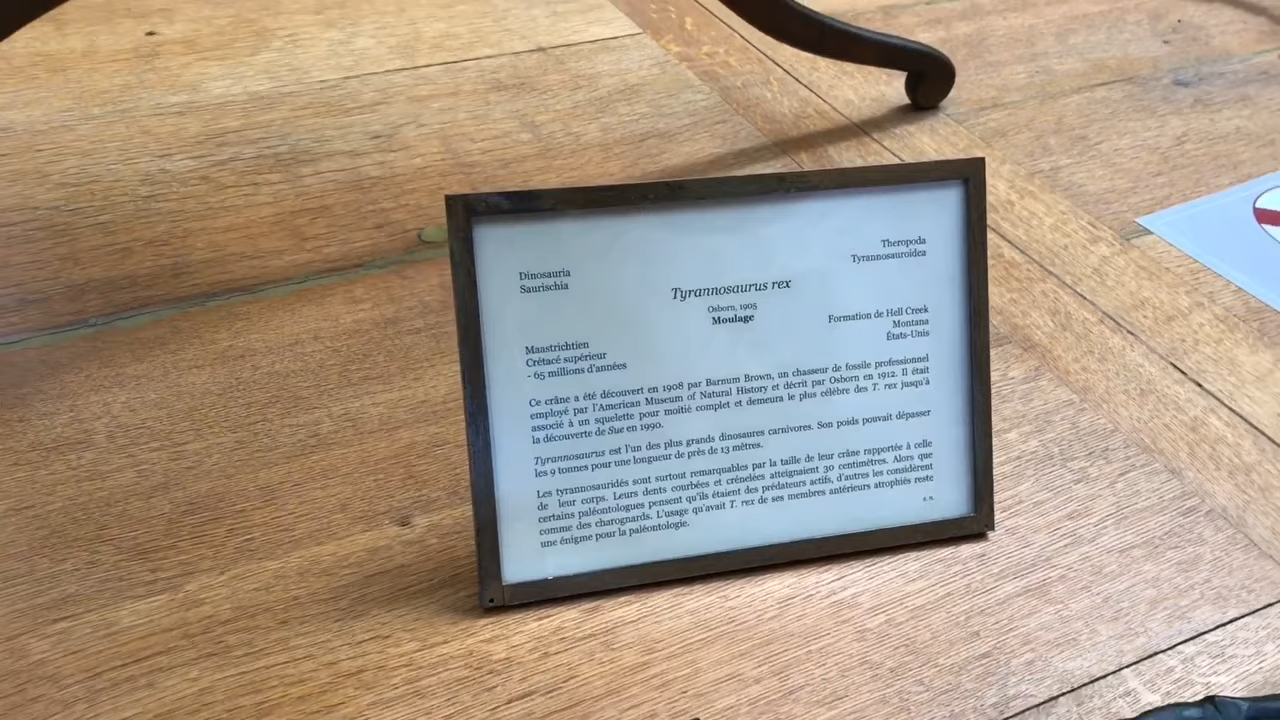 Dinosauria
Saurischia
Theropoda
Tyrannosauroidea
Tyrannosaurus rex
Osborn, 1905
Moulage
Maastrichtien
Crétacé supérieur
- 65 millions d'années
Formation de Hell Creek
Montana
États-Unis
Ce crâne a été découvert en 1908 par Barnum Brown, un chasseur de fossile professionnel
employé par l'American Museum of Natural History et décrit par Osborn en 1912. Il était
associé à un squelette pour moitié complet et demeura le plus célèbre des T. rex jusqu'à
la découverte de Sue en 1990.
Tyrannosaurus est l'un des plus grands dinosaures carnivores. Son poids pouvait dépasser
les 9 tonnes pour une longueur de près de 13 mètres.
Les tyrannosauridés sont surtout remarquables par la taille de leur crâne rapportée à celle
de leur corps. Leurs dents courbées et crénelées atteignaient 30 centimètres. Alors que
certains paléontologues pensent qu'ils étaient des prédateurs actifs, d'autres les considèrent
comme des charognards. L'usage qu'avait T. rex de ses membres antérieurs atrophiés reste
une énigme pour la paléontologie.